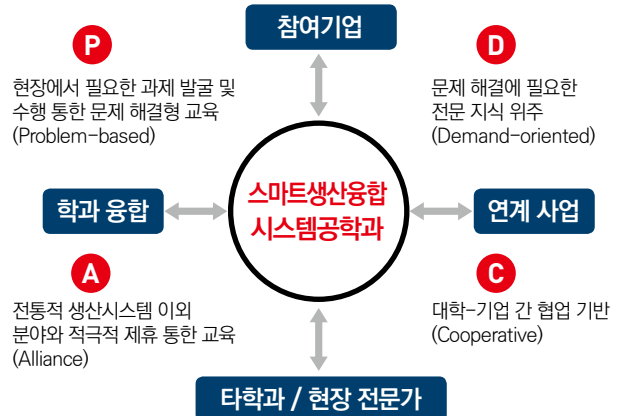 참여기업
P
현장에서 필요한 과제 발굴 및
수행 통한 문제 해결형 교육
(Problem-based)
D
문제 해결에 필요한
전문 지식 위주
(Demand-oriented)
학과 융합
스마트생산융합
시스템공학과
연계 사업
A
전통적 생산시스템 이외
분야와 적극적 제휴 통한 교육
(Alliance)
C
대학-기업 간 협업 기반
(Cooperative)
타학과 / 현장 전문가